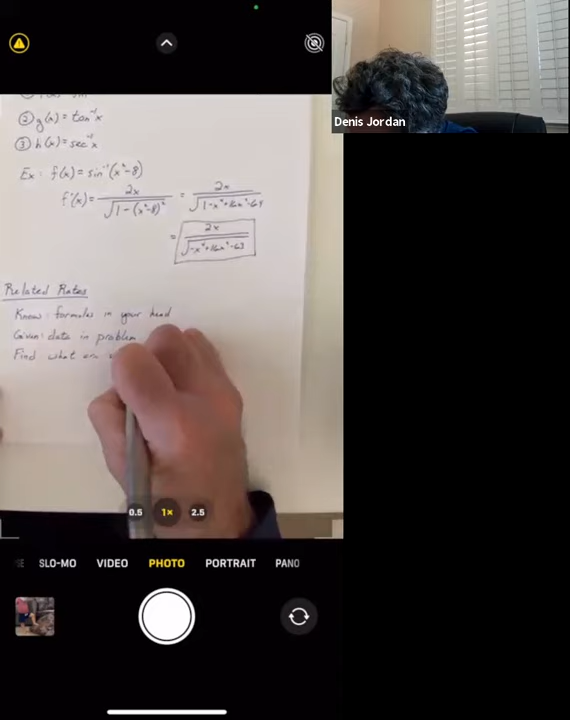 Denis Jordan
② g(x) = tan⁻¹x
③ h(x) = sec⁻¹x
Ex: f(x) = sin⁻¹(x²-8)
f'(x) = 2x / √(1-(x²-8)²) = 2x / √(1-x⁴+16x²-64)
= 2x / √(-x⁴+16x²-63)
Related Rates
Know: formulas in your head
Given: data in problem
Find what are
0.5 1× 2.5
SLO-MO VIDEO PHOTO PORTRAIT PANO